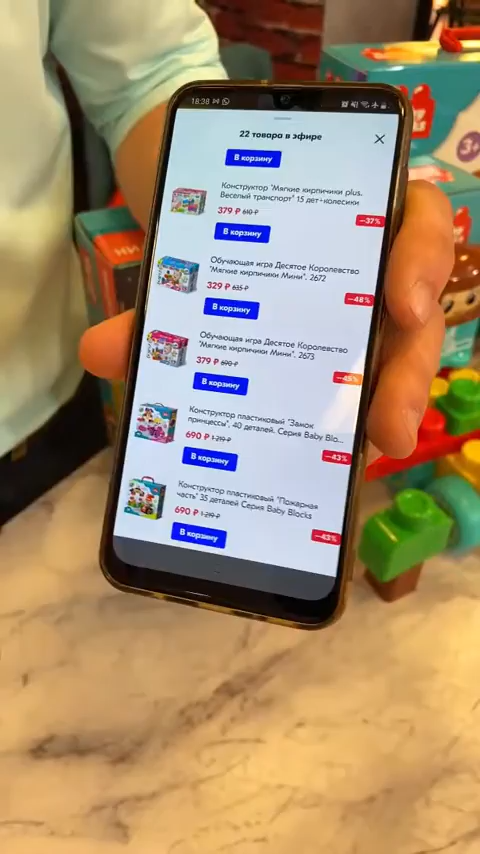 18:38
22 товара в эфире
В корзину
Конструктор "Мягкие кирпичики plus.
Веселый транспорт" 15 дет+колесики
379 ₽ 610 ₽
-37%
В корзину
Обучающая игра Десятое Королевство
"Мягкие кирпичики Мини". 2672
329 ₽ 635 ₽
-48%
В корзину
Обучающая игра Десятое Королевство
"Мягкие кирпичики Мини". 2673
379 ₽ 690 ₽
-45%
В корзину
Конструктор пластиковый "Замок
принцессы", 40 деталей. Серия Baby Blo...
690 ₽ 1 219 ₽
-43%
В корзину
Конструктор пластиковый "Пожарная
часть" 35 деталей Серия Baby Blocks
690 ₽ 1 219 ₽
-43%
В корзину
3+